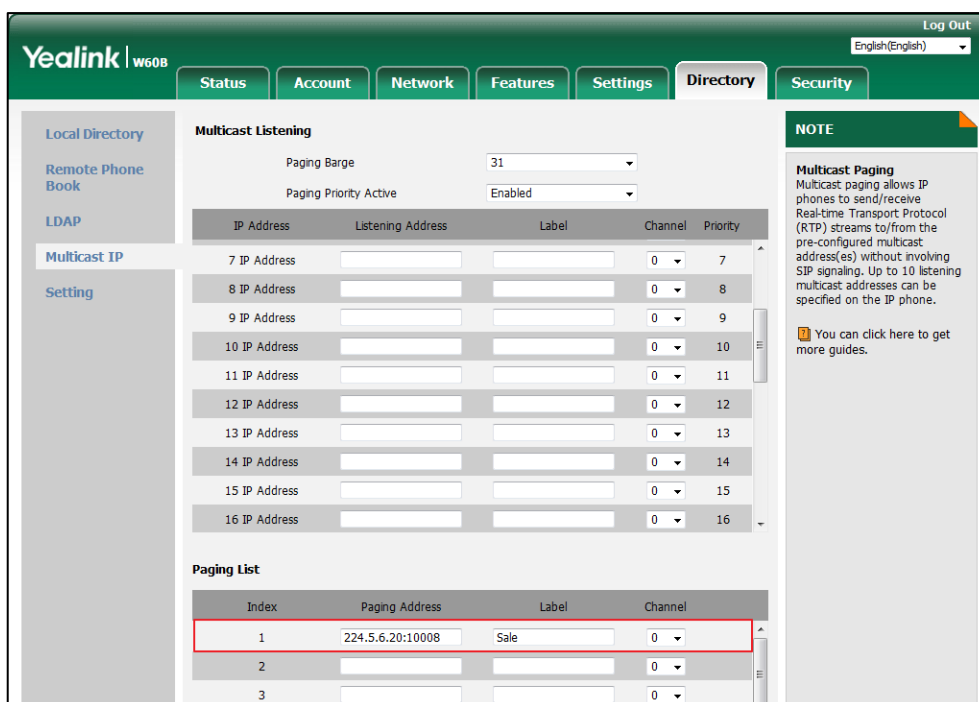 Log Out
Yealink W60B
English(English)
Status Account Network Features Settings Directory Security
Local Directory
Remote Phone
Book
LDAP
Multicast IP
Setting
Multicast Listening
Paging Barge 31
Paging Priority Active Enabled
IP Address Listening Address Label Channel Priority
7 IP Address 0 7
8 IP Address 0 8
9 IP Address 0 9
10 IP Address 0 10
11 IP Address 0 11
12 IP Address 0 12
13 IP Address 0 13
14 IP Address 0 14
15 IP Address 0 15
16 IP Address 0 16
Paging List
Index Paging Address Label Channel
1 224.5.6.20:10008 Sale 0
2 0
3 0
NOTE
Multicast Paging
Multicast paging allows IP
phones to send/receive
Real-time Transport Protocol
(RTP) streams to/from the
pre-configured multicast
address(es) without involving
SIP signaling. Up to 10 listening
multicast addresses can be
specified on the IP phone.
? You can click here to get
more guides.